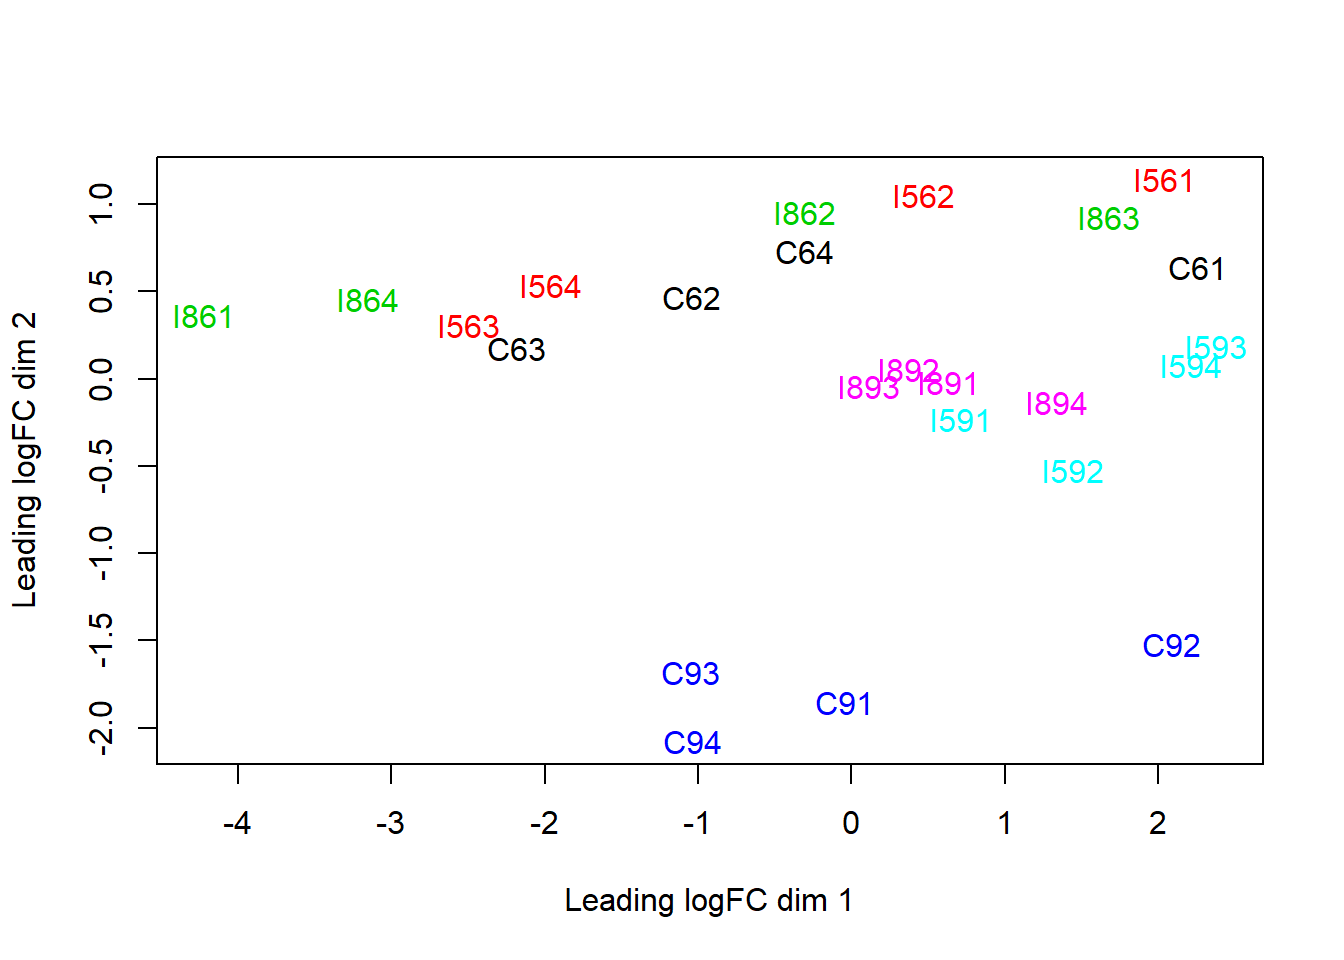 I561
I562
I862
I863
C64
C61
I564
C62
I864
I861
I563
C63
I593
I594
I892
I891
I893
I894
I591
I592
C92
C93
C91
C94
1.0
0.5
0.0
-0.5
-1.0
-1.5
-2.0
Leading logFC dim 2
-4 -3 -2 -1 0 1 2
Leading logFC dim 1